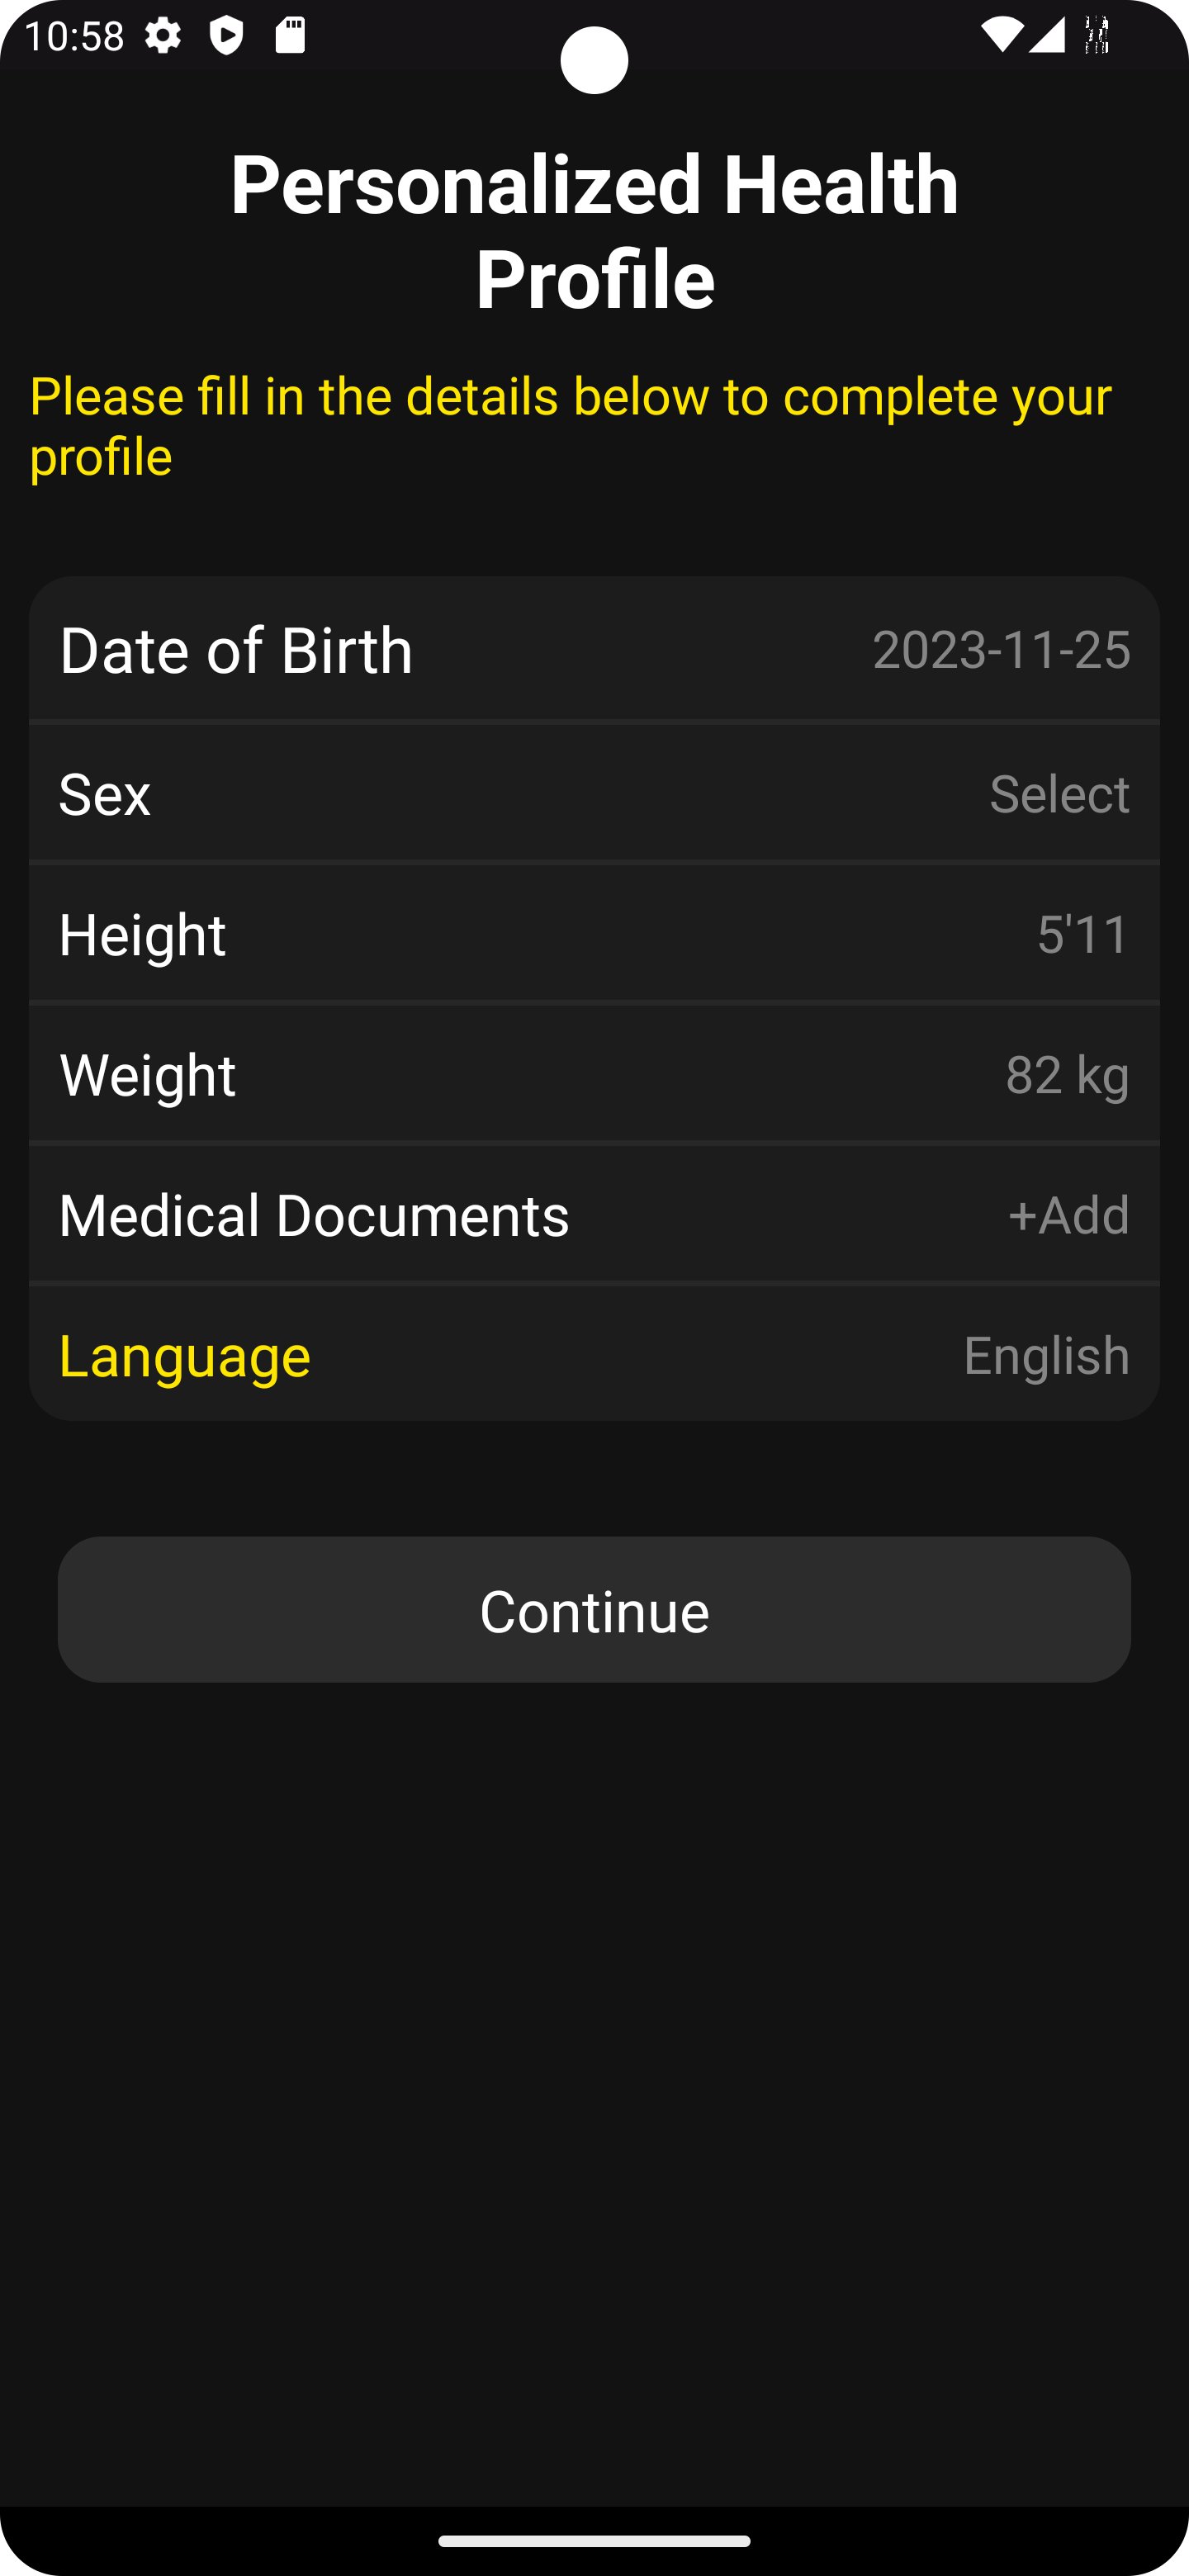 10:58
Personalized Health
Profile
Please fill in the details below to complete your
profile
Date of Birth 2023-11-25
Sex Select
Height 5'11
Weight 82 kg
Medical Documents +Add
Language English
Continue